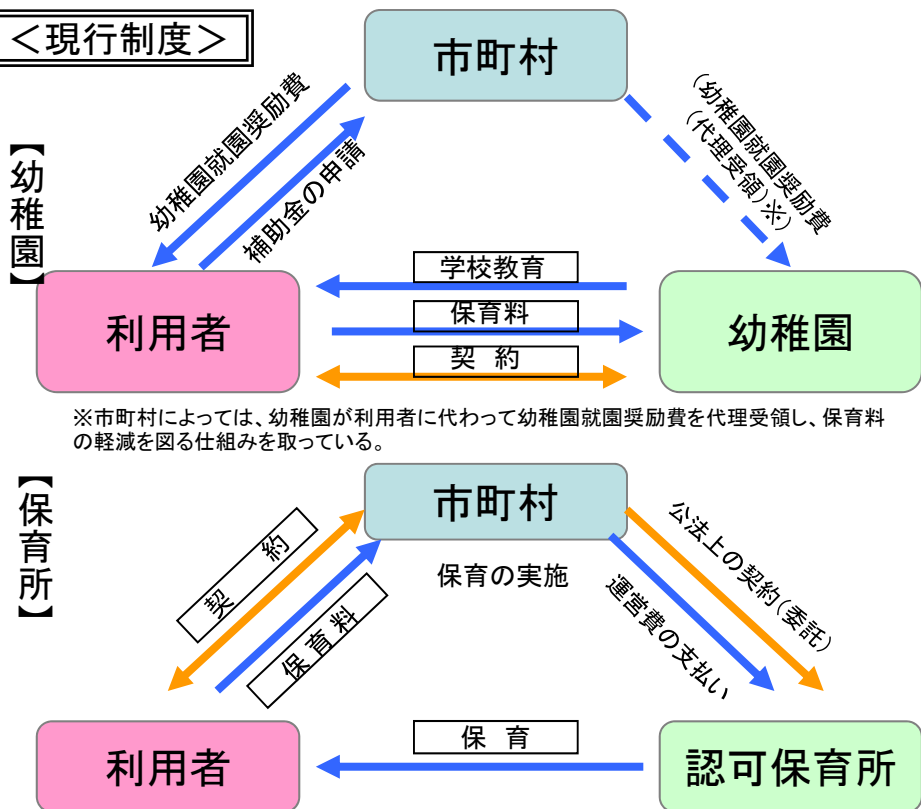 ＜現行制度＞
市町村
【幼稚園】
幼稚園就園奨励費
補助金の申請
（幼稚園就園奨励費
（代理受領）※）
利用者
学校教育
保育料
契 約
幼稚園
※市町村によっては、幼稚園が利用者に代わって幼稚園就園奨励費を代理受領し、保育料
の軽減を図る仕組みを取っている。
【保育所】
市町村
保育の実施
契 約
保育料
公法上の契約（委託）
運営費の支払い
利用者
保 育
認可保育所